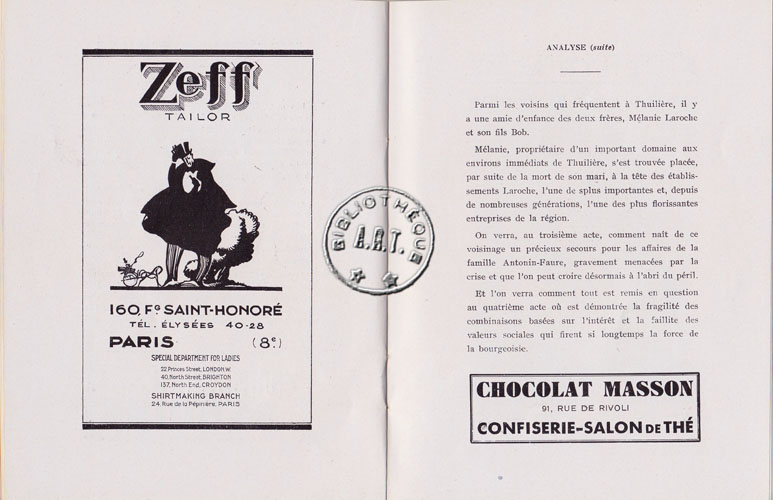 Zeff
TAILOR
160, Fg SAINT-HONORÉ
TÉL. ÉLYSÉES 40-28
PARIS (8e.)
SPECIAL DEPARTMENT FOR LADIES
22 Princes Street, LONDON.W.
40, North Street, BRIGHTON
137, North End, CROYDON
SHIRTMAKING BRANCH
24, Rue de la Pépinière, PARIS
BIBLIOTHÈQUE
A.R.T.
ANALYSE (suite)
Parmi les voisins qui fréquentent à Thuilière, il y
a une amie d'enfance des deux frères, Mélanie Laroche
et son fils Bob.
Mélanie, propriétaire d'un important domaine aux
environs immédiats de Thuilière, s'est trouvée placée,
par suite de la mort de son mari, à la tête des établis-
sements Laroche, l'une de splus importantes et, depuis
de nombreuses générations, l'une des plus florissantes
entreprises de la région.
On verra, au troisième acte, comment naît de ce
voisinage un précieux secours pour les affaires de la
famille Antonin-Faure, gravement menacées par la
crise et que l'on peut croire désormais à l'abri du péril.
Et l'on verra comment tout est remis en question
au quatrième acte où est démontrée la fragilité des
combinaisons basées sur l'intérêt et la faillite des
valeurs sociales qui firent si longtemps la force de
la bourgeoisie.
CHOCOLAT MASSON
91, RUE DE RIVOLI
CONFISERIE-SALON DE THÉ